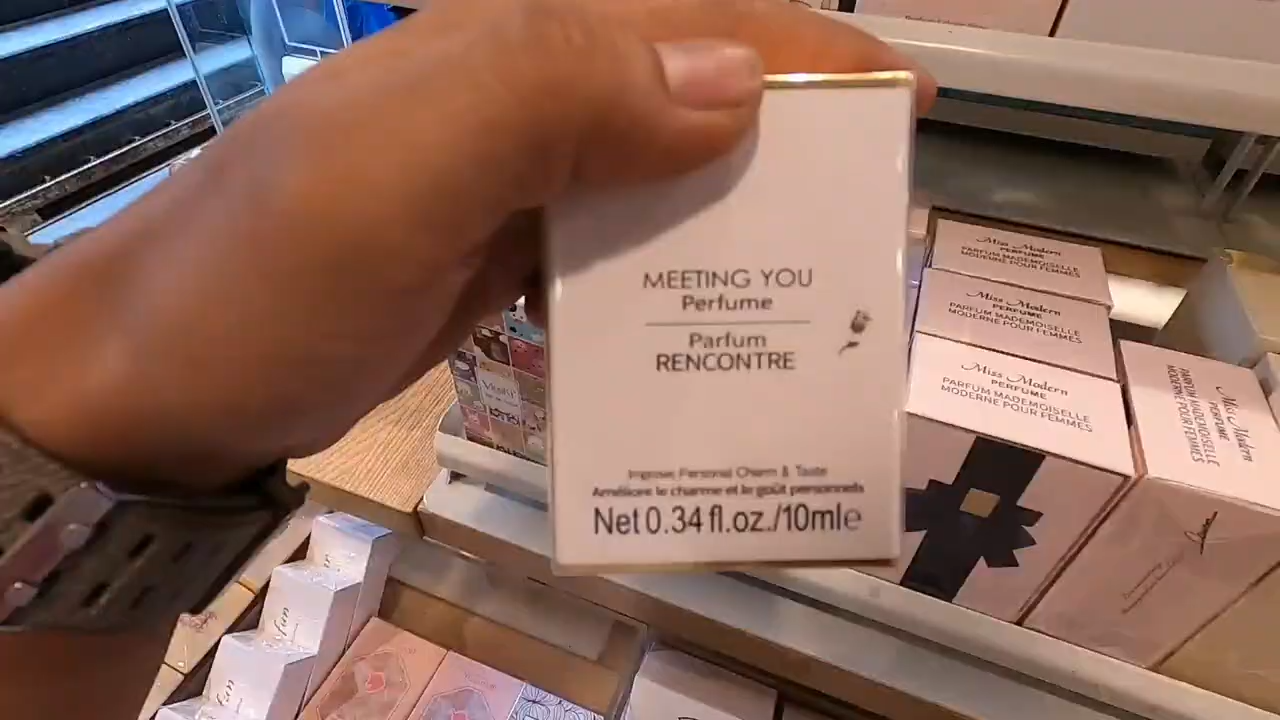 MEETING YOU
Perfume
Parfum
RENCONTRE
Improve Personal Charm & Taste
Améliore le charme et le goût personnels
Net 0.34 fl.oz./10mle
Miss Modern
PERFUME
PARFUM MADEMOISELLE
MODERNE POUR FEMMES
Miss Modern
PERFUME
PARFUM MADEMOISELLE
MODERNE POUR FEMMES
Miss Modern
PERFUME
PARFUM MADEMOISELLE
MODERNE POUR FEMMES
Miss Modern
PERFUME
PARFUM MADEMOISELLE
MODERNE POUR FEMMES